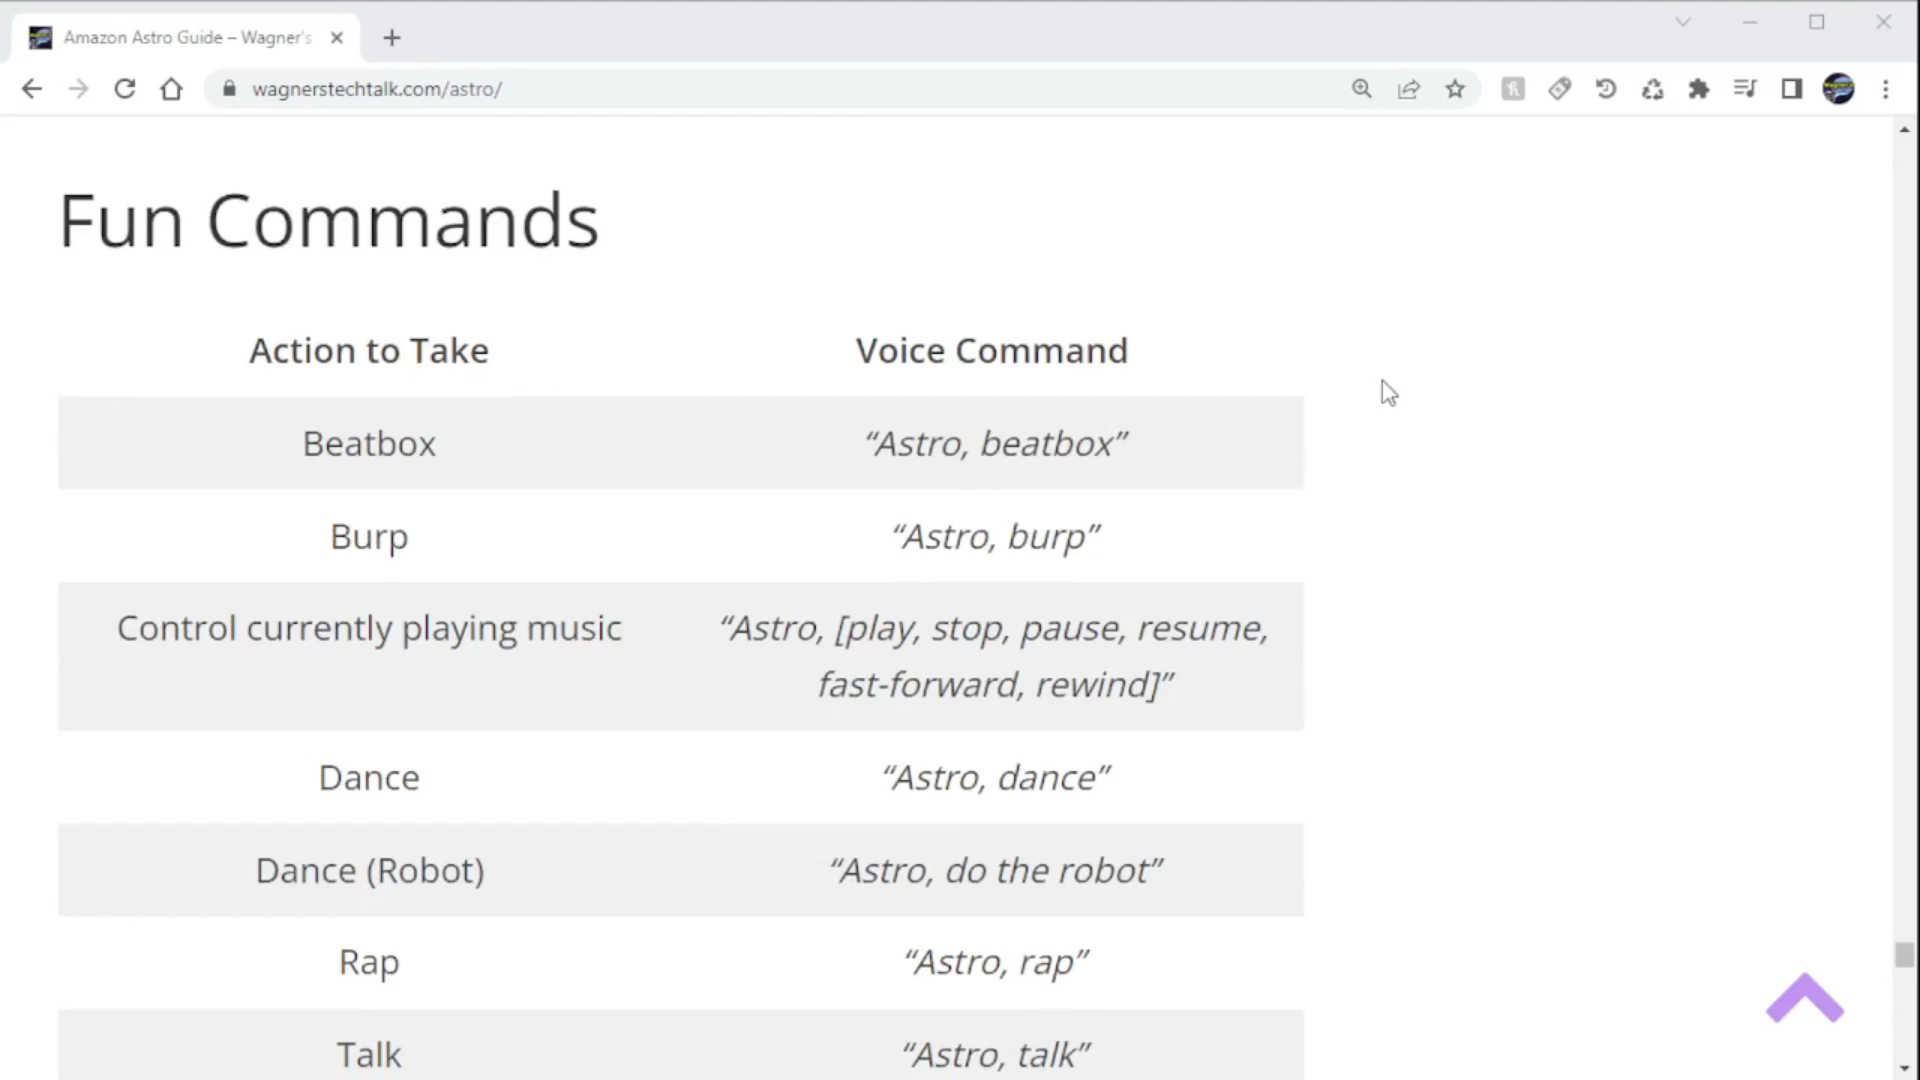 Amazon Astro Guide – Wagner's
wagnerstechtalk.com/astro/
Fun Commands
Action to Take Voice Command
Beatbox “Astro, beatbox”
Burp “Astro, burp”
Control currently playing music “Astro, [play, stop, pause, resume,
fast-forward, rewind]”
Dance “Astro, dance”
Dance (Robot) “Astro, do the robot”
Rap “Astro, rap”
Talk “Astro, talk”